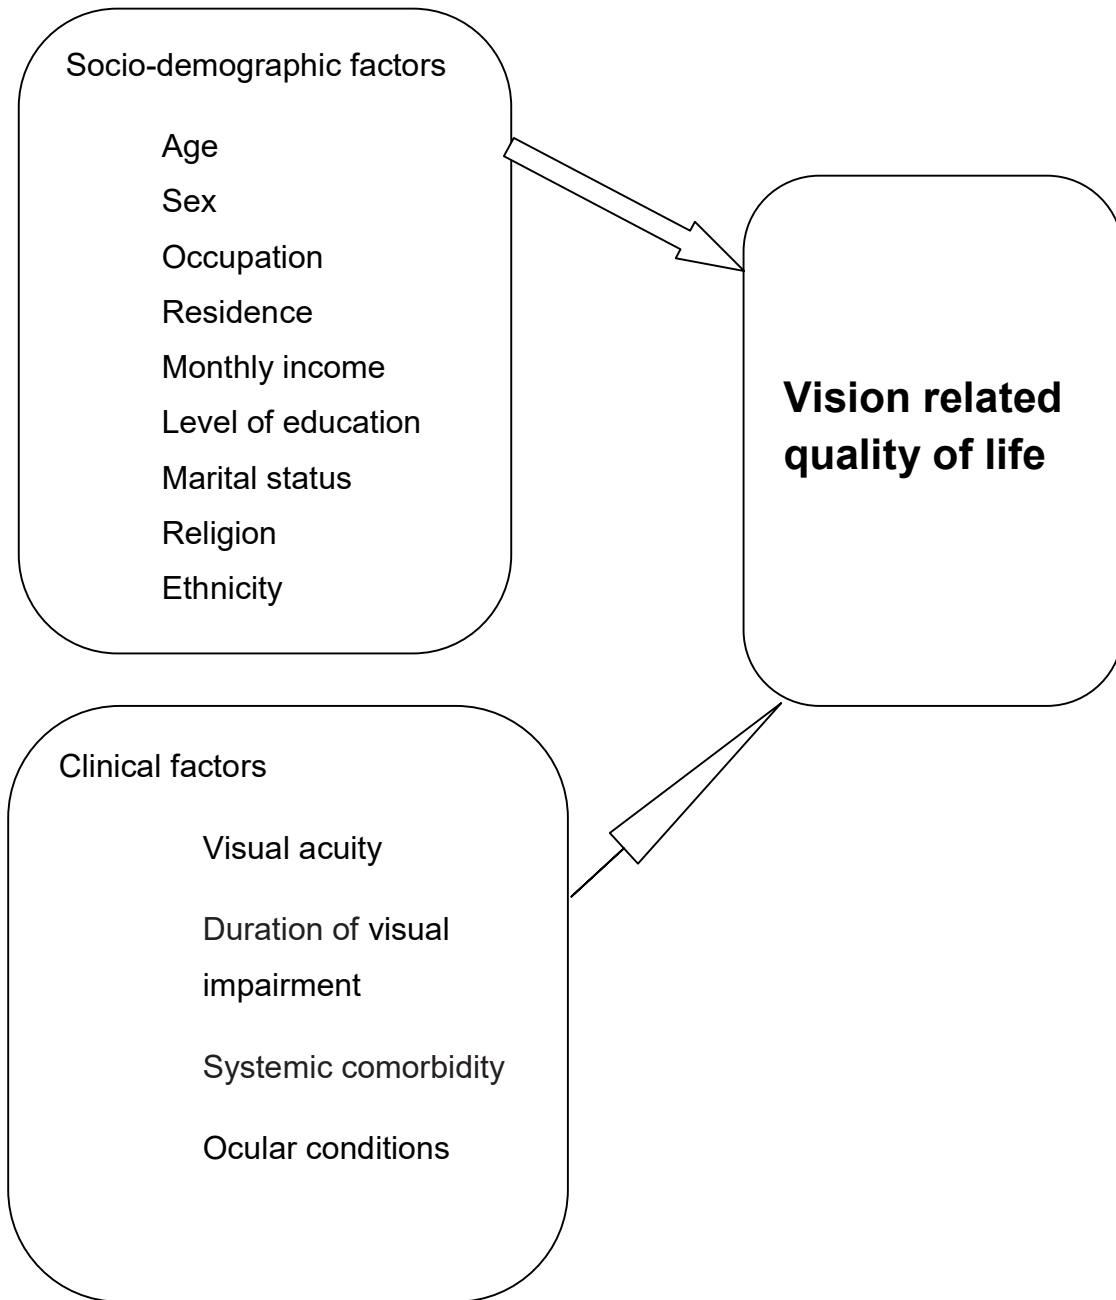 Socio-demographic factors
Age
Sex
Occupation
Residence
Monthly income
Level of education
Marital status
Religion
Ethnicity
Vision related
quality of life
Clinical factors
Visual acuity
Duration of visual
impairment
Systemic comorbidity
Ocular conditions